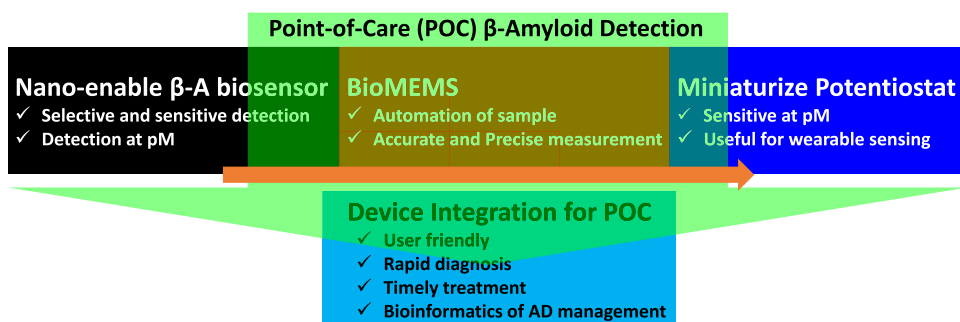 Point-of-Care (POC) β-Amyloid Detection
Nano-enable β-A biosensor
✓ Selective and sensitive detection
✓ Detection at pM
BioMEMS
✓ Automation of sample
✓ Accurate and Precise measurement
Miniaturize Potentiostat
✓ Sensitive at pM
✓ Useful for wearable sensing
Device Integration for POC
✓ User friendly
✓ Rapid diagnosis
✓ Timely treatment
✓ Bioinformatics of AD management